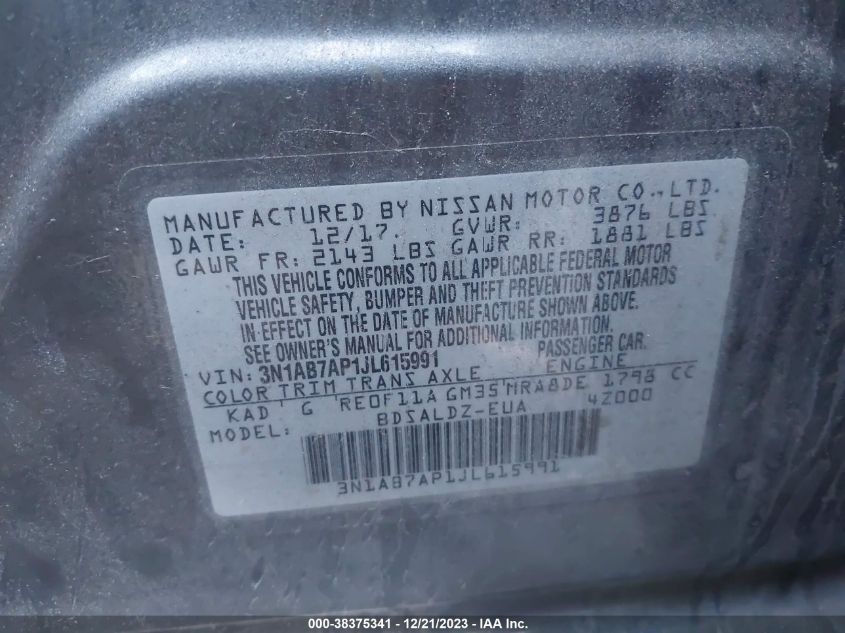 MANUFACTURED BY NISSAN MOTOR CO.,LTD.
DATE: 12/17. GVWR: 3876 LBS
GAWR FR: 2143 LBS GAWR RR: 1881 LBS
THIS VEHICLE CONFORMS TO ALL APPLICABLE FEDERAL MOTOR
VEHICLE SAFETY, BUMPER AND THEFT PREVENTION STANDARDS
IN EFFECT ON THE DATE OF MANUFACTURE SHOWN ABOVE.
SEE OWNER'S MANUAL FOR ADDITIONAL INFORMATION.
VIN: 3N1AB7AP1JL615991 PASSENGER CAR.
COLOR TRIM TRANS AXLE ENGINE
KAD G RE0F11A GM35 MRA8DE 1798 CC
MODEL: BDSALDZ-EUA 4Z000
3N1AB7AP1JL615991
000-38375341 - 12/21/2023 - IAA Inc.